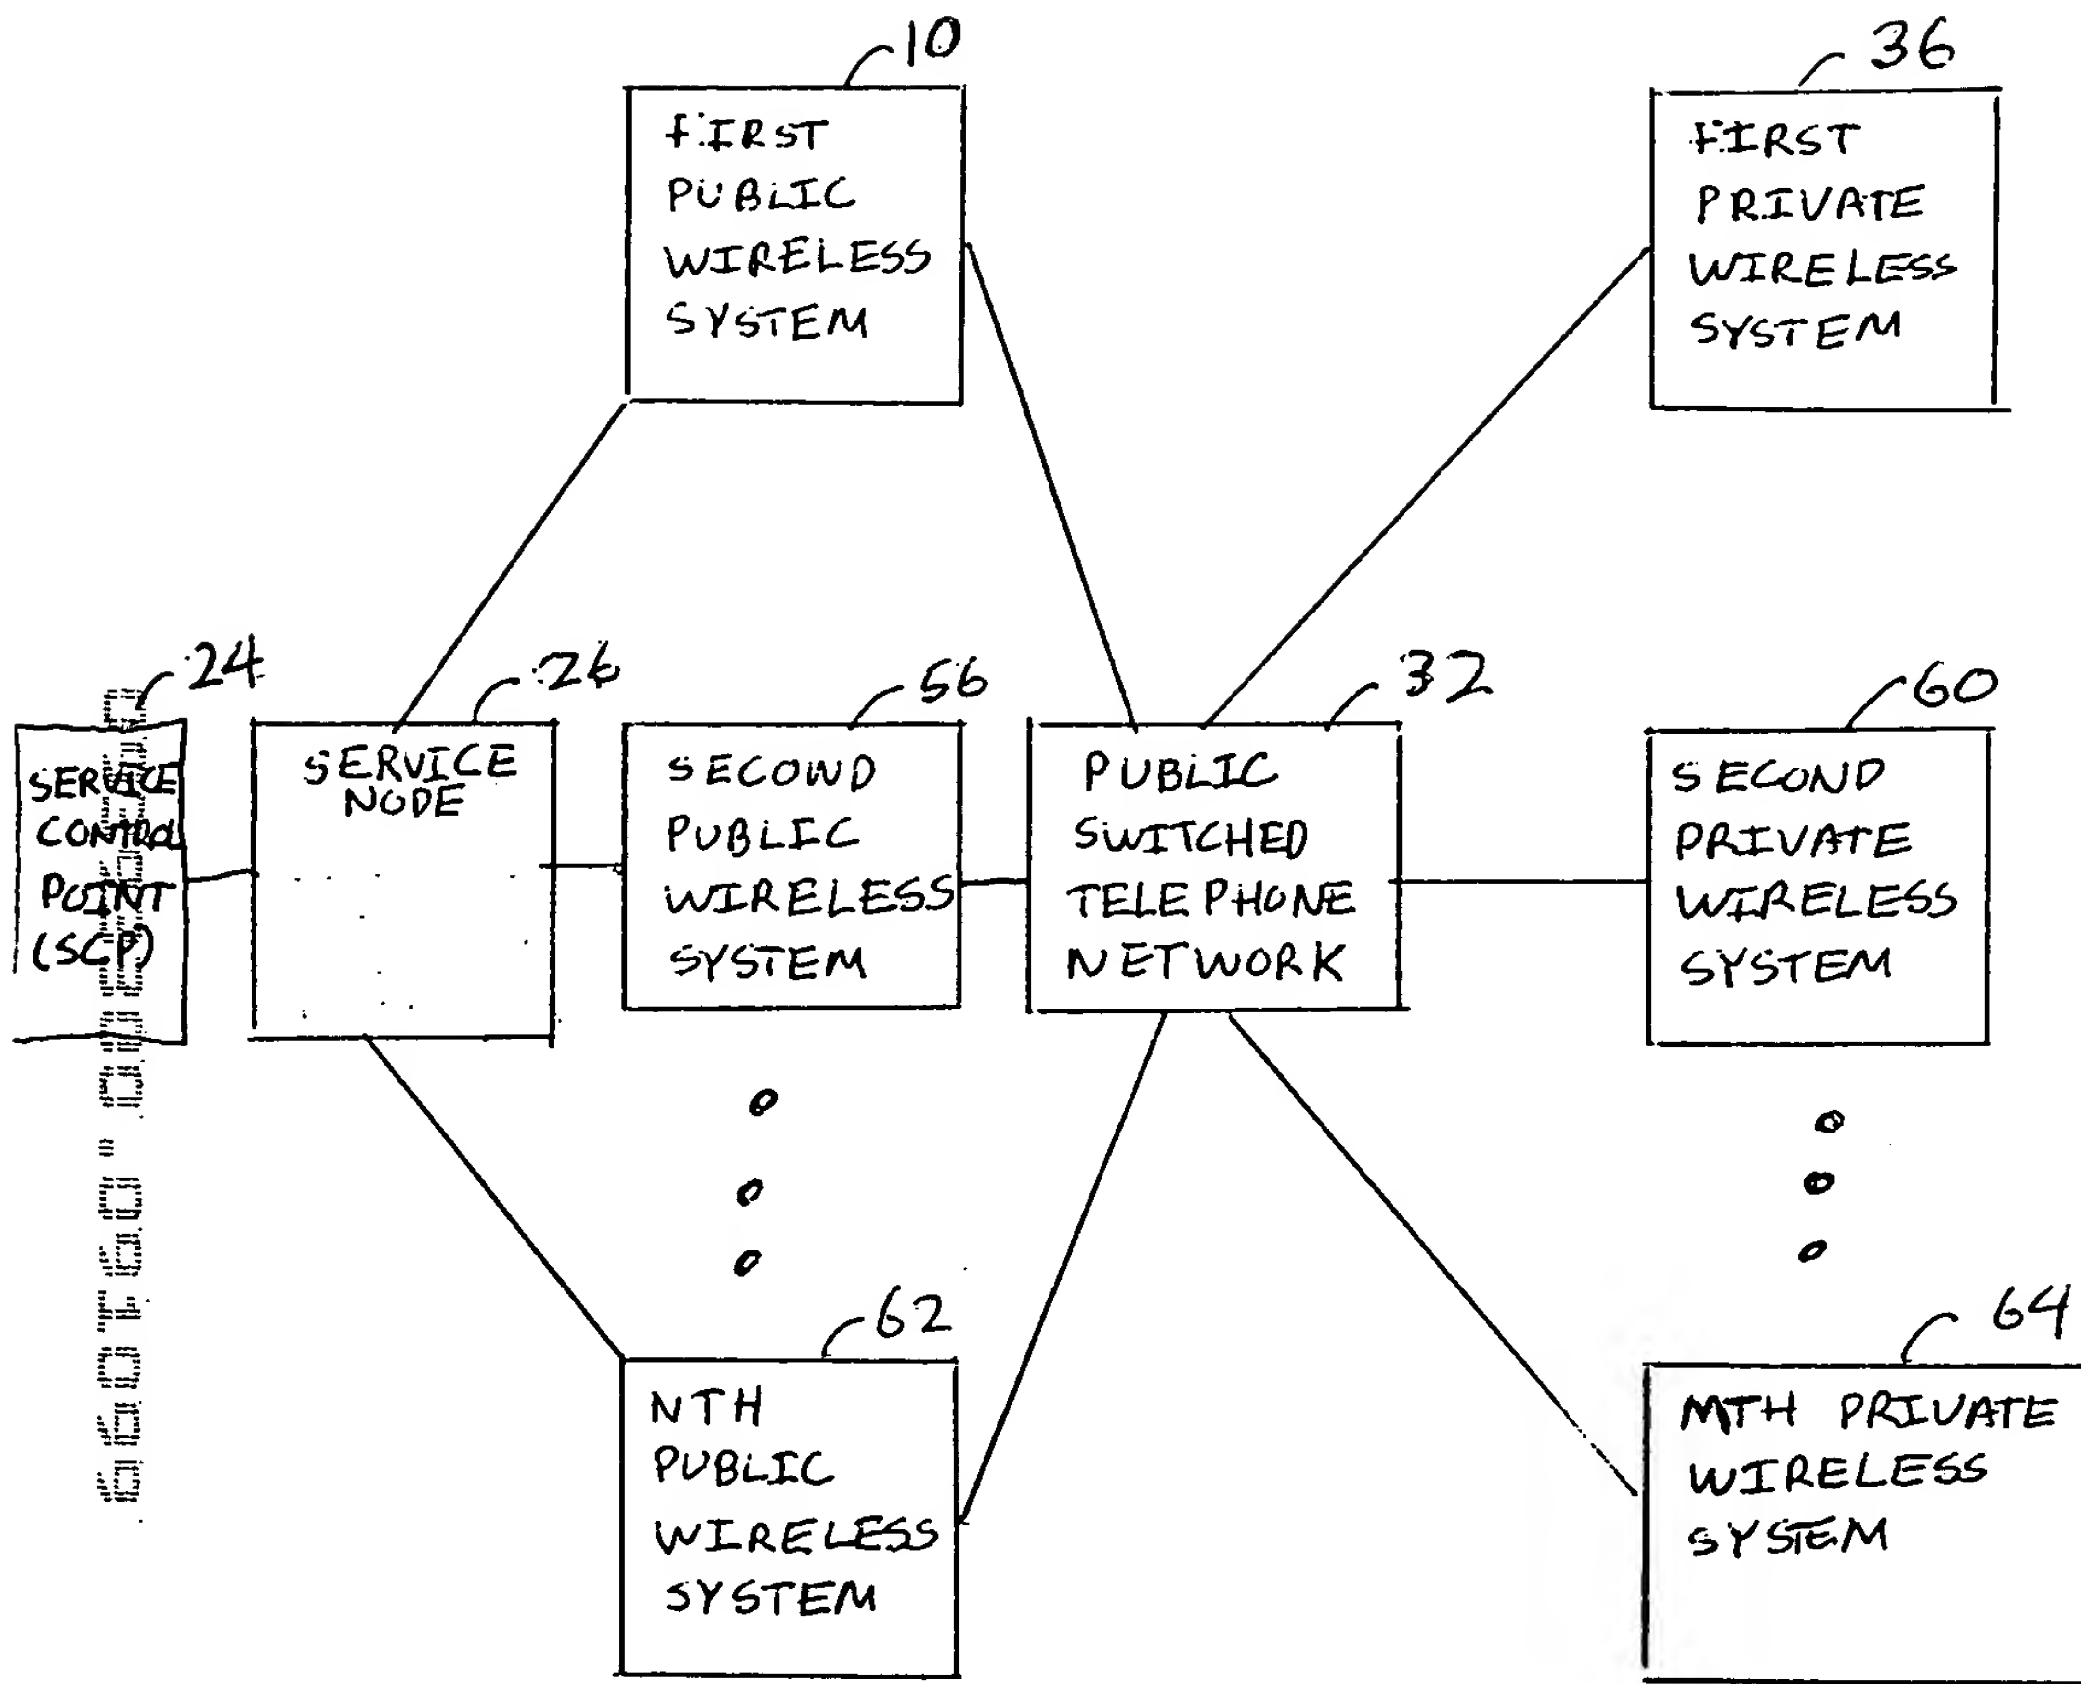 10
FIRST
PUBLIC
WIRELESS
SYSTEM
36
FIRST
PRIVATE
WIRELESS
SYSTEM
24
SERVICE
CONTROL
POINT
(SCP)
26
SERVICE
NODE
56
SECOND
PUBLIC
WIRELESS
SYSTEM
32
PUBLIC
SWITCHED
TELEPHONE
NETWORK
60
SECOND
PRIVATE
WIRELESS
SYSTEM
62
NTH
PUBLIC
WIRELESS
SYSTEM
64
MTH PRIVATE
WIRELESS
SYSTEM